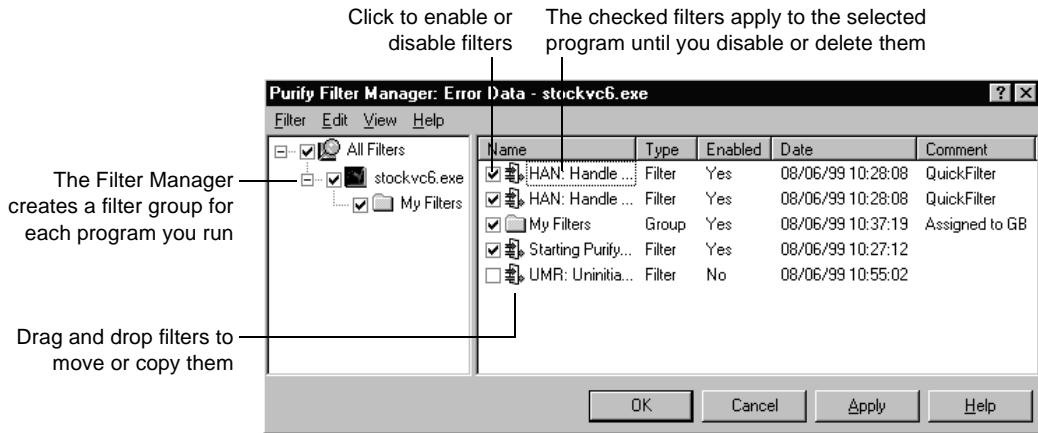 Click to enable or
disable filters
The checked filters apply to the selected
program until you disable or delete them
Purify Filter Manager: Error Data - stockvc6.exe
Filter Edit View Help
All Filters
stockvc6.exe
My Filters
Name Type Enabled Date Comment
HAN: Handle ... Filter Yes 08/06/99 10:28:08 QuickFilter
HAN: Handle ... Filter Yes 08/06/99 10:28:08 QuickFilter
My Filters Group Yes 08/06/99 10:37:19 Assigned to GB
Starting Purify... Filter Yes 08/06/99 10:27:12
UMR: Uninitia... Filter No 08/06/99 10:55:02
The Filter Manager
creates a filter group for
each program you run
Drag and drop filters to
move or copy them
OK Cancel Apply Help